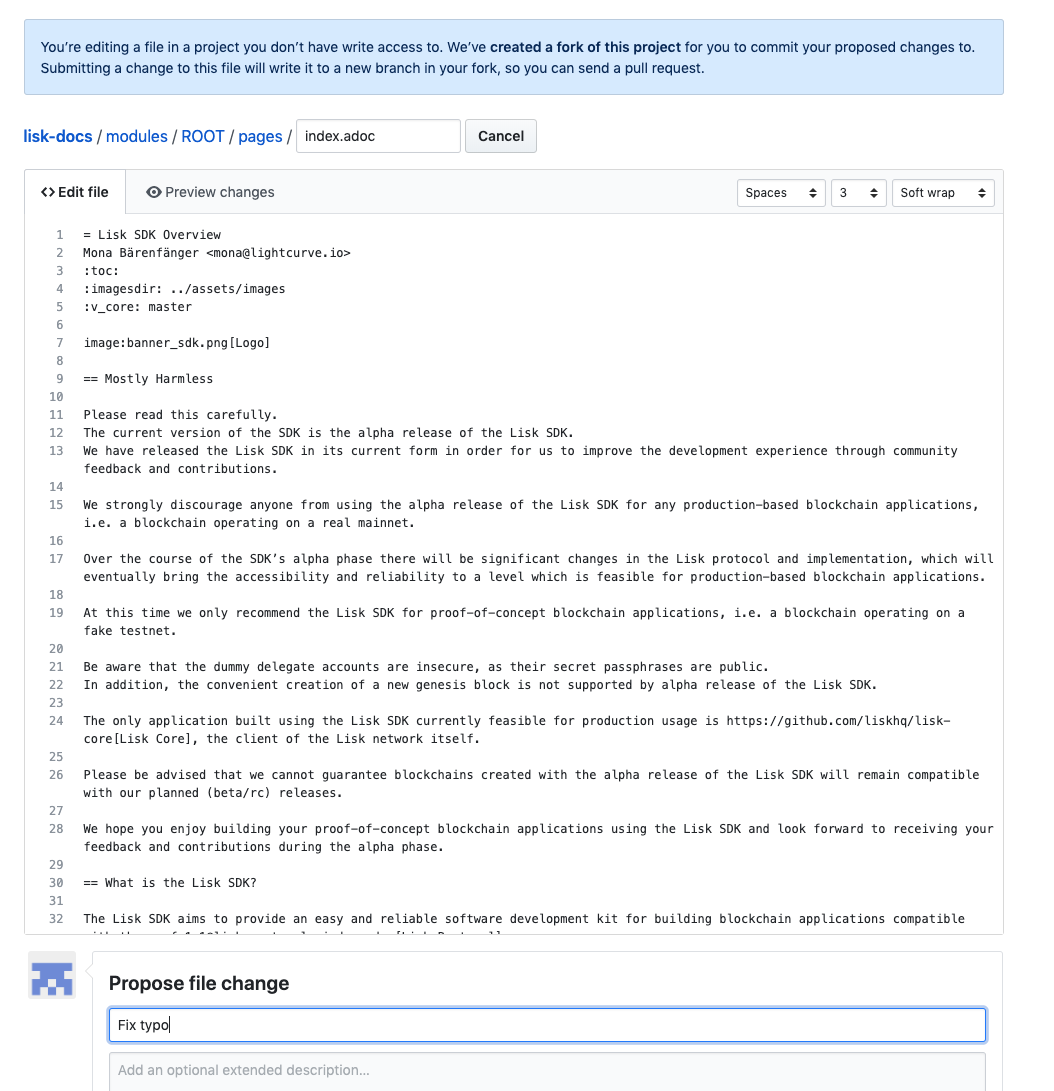 You’re editing a file in a project you don’t have write access to. We’ve created a fork of this project for you to commit your proposed changes to.
Submitting a change to this file will write it to a new branch in your fork, so you can send a pull request.
lisk-docs / modules / ROOT / pages / index.adoc Cancel
<> Edit file Preview changes Spaces 3 Soft wrap
1 = Lisk SDK Overview
2 Mona Bärenfänger <mona@lightcurve.io>
3 :toc:
4 :imagesdir: ../assets/images
5 :v_core: master
6
7 image:banner_sdk.png[Logo]
8
9 == Mostly Harmless
10
11 Please read this carefully.
12 The current version of the SDK is the alpha release of the Lisk SDK.
13 We have released the Lisk SDK in its current form in order for us to improve the development experience through community
feedback and contributions.
14
15 We strongly discourage anyone from using the alpha release of the Lisk SDK for any production-based blockchain applications,
i.e. a blockchain operating on a real mainnet.
16
17 Over the course of the SDK’s alpha phase there will be significant changes in the Lisk protocol and implementation, which will
eventually bring the accessibility and reliability to a level which is feasible for production-based blockchain applications.
18
19 At this time we only recommend the Lisk SDK for proof-of-concept blockchain applications, i.e. a blockchain operating on a
fake testnet.
20
21 Be aware that the dummy delegate accounts are insecure, as their secret passphrases are public.
22 In addition, the convenient creation of a new genesis block is not supported by alpha release of the Lisk SDK.
23
24 The only application built using the Lisk SDK currently feasible for production usage is https://github.com/liskhq/lisk-
core[Lisk Core], the client of the Lisk network itself.
25
26 Please be advised that we cannot guarantee blockchains created with the alpha release of the Lisk SDK will remain compatible
with our planned (beta/rc) releases.
27
28 We hope you enjoy building your proof-of-concept blockchain applications using the Lisk SDK and look forward to receiving your
feedback and contributions during the alpha phase.
29
30 == What is the Lisk SDK?
31
32 The Lisk SDK aims to provide an easy and reliable software development kit for building blockchain applications compatible
Propose file change
Fix typo
Add an optional extended description...